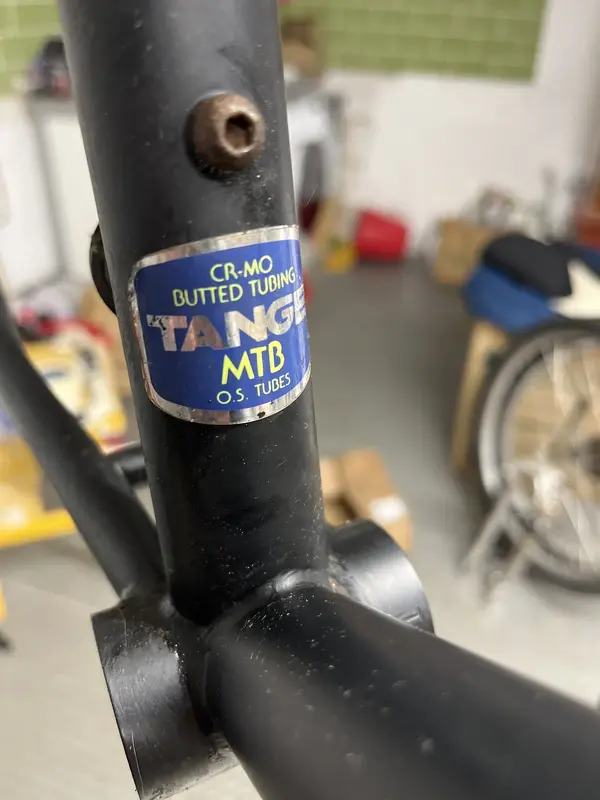 CR-MO
BUTTED TUBING
TANGE
MTB
O.S. TUBES